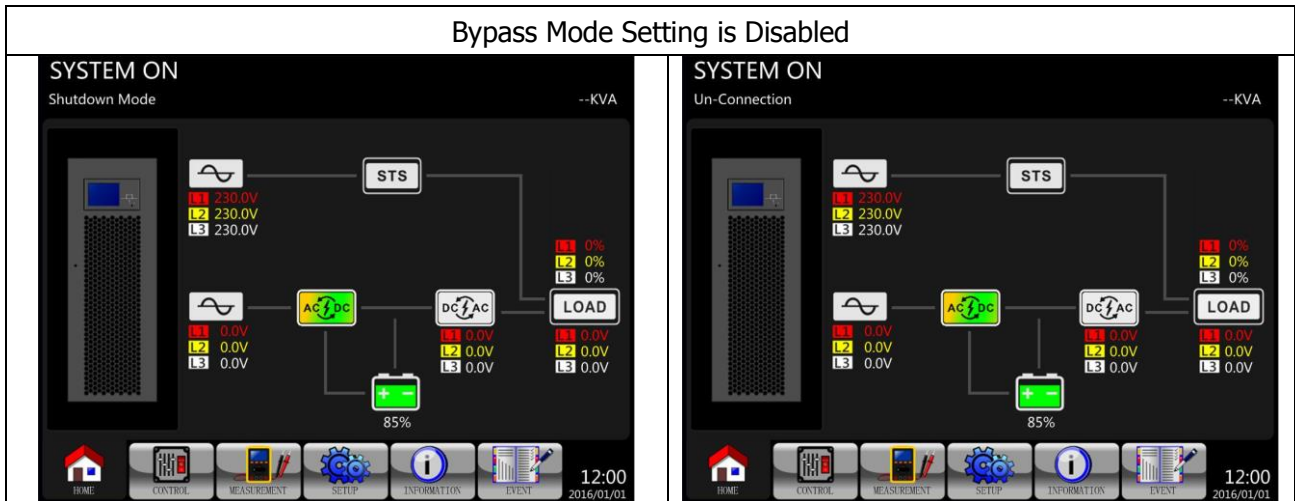 Bypass Mode Setting is Disabled
SYSTEM ON
Shutdown Mode
--KVA
STS
L1 230.0V
L2 230.0V
L3 230.0V
L1 0%
L2 0%
L3 0%
AC DC
DC AC
LOAD
L1 0.0V
L2 0.0V
L3 0.0V
L1 0.0V
L2 0.0V
L3 0.0V
L1 0.0V
L2 0.0V
L3 0.0V
+ -
85%
HOME
CONTROL
MEASUREMENT
SETUP
INFORMATION
EVENT
12:00
2016/01/01
SYSTEM ON
Un-Connection
--KVA
STS
L1 230.0V
L2 230.0V
L3 230.0V
L1 0%
L2 0%
L3 0%
AC DC
DC AC
LOAD
L1 0.0V
L2 0.0V
L3 0.0V
L1 0.0V
L2 0.0V
L3 0.0V
L1 0.0V
L2 0.0V
L3 0.0V
+ -
85%
HOME
CONTROL
MEASUREMENT
SETUP
INFORMATION
EVENT
12:00
2016/01/01